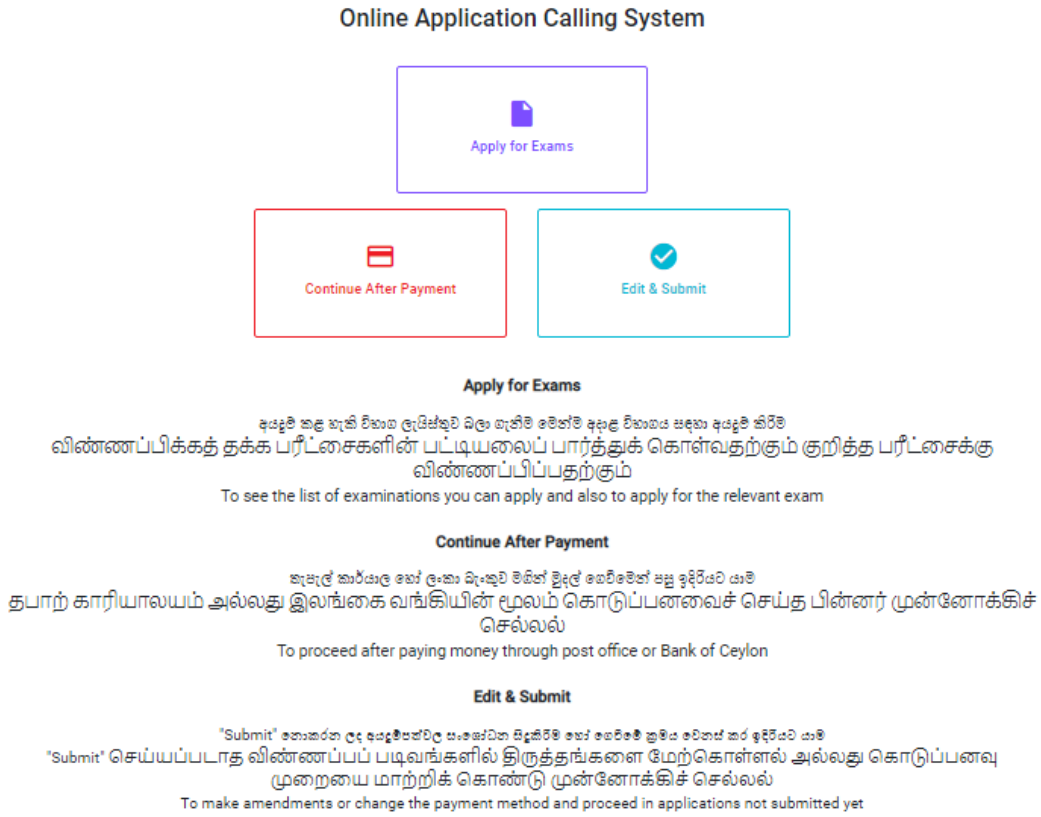 Online Application Calling System
Apply for Exams
Continue After Payment
Edit & Submit
Apply for Exams
අයදුම් කළ හැකි විභාග ලැයිස්තුව බලා ගැනීම මෙන්ම අදාළ විභාගය සඳහා අයදුම් කිරීම
விண்ணப்பிக்கத் தக்க பரீட்சைகளின் பட்டியலைப் பார்த்துக் கொள்வதற்கும் குறித்த பரீட்சைக்கு
விண்ணப்பிப்பதற்கும்
To see the list of examinations you can apply and also to apply for the relevant exam
Continue After Payment
තැපැල් කාර්යාල හෝ ලංකා බැංකුව මගින් මුදල් ගෙවීමෙන් පසු ඉදිරියට යාම
தபாற் காரியாலயம் அல்லது இலங்கை வங்கியின் மூலம் கொடுப்பனவைச் செய்த பின்னர் முன்னோக்கிச்
செல்லல்
To proceed after paying money through post office or Bank of Ceylon
Edit & Submit
"Submit" නොකරන ලද අයදුම්පත්වල සංශෝධන සිදුකිරීම හෝ ගෙවීමේ ක්‍රමය වෙනස් කර ඉදිරියට යාම
"Submit" செய்யப்படாத விண்ணப்பப் படிவங்களில் திருத்தங்களை மேற்கொள்ளல் அல்லது கொடுப்பனவு
முறையை மாற்றிக் கொண்டு முன்னோக்கிச் செல்லல்
To make amendments or change the payment method and proceed in applications not submitted yet